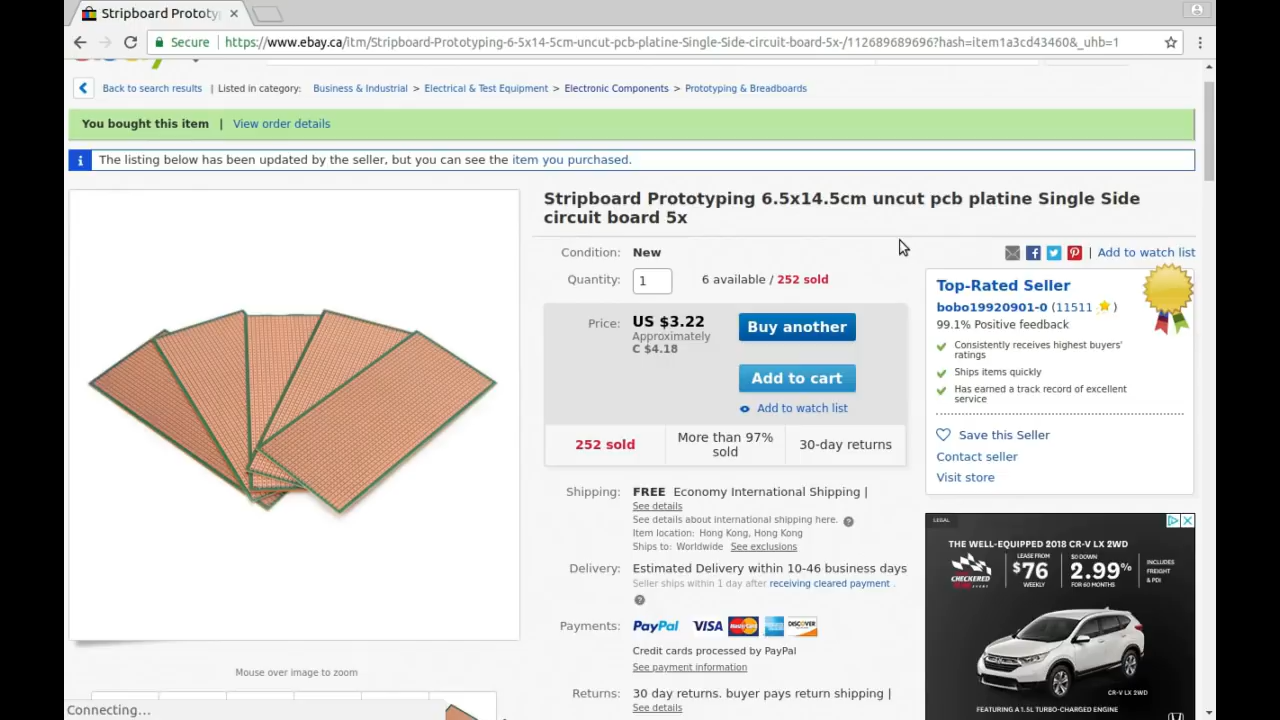 Stripboard Prototy
Secure
https://www.ebay.ca/itm/Stripboard-Prototyping-6-5x14-5cm-uncut-pcb-platine-Single-Side-circuit-board-5x-/112689689696?hash=item1a3cd43460&_uhb=1
Back to search results | Listed in category: Business & Industrial > Electrical & Test Equipment > Electronic Components > Prototyping & Breadboards
You bought this item | View order details
i The listing below has been updated by the seller, but you can see the item you purchased.
Stripboard Prototyping 6.5x14.5cm uncut pcb platine Single Side
circuit board 5x
Condition: New
| Add to watch list
Quantity: 1 6 available / 252 sold
Price: US $3.22
Approximately
C $4.18
Buy another
Add to cart
Add to watch list
252 sold
More than 97%
sold
30-day returns
Shipping: FREE Economy International Shipping |
See details
See details about international shipping here. ?
Item location: Hong Kong, Hong Kong
Ships to: Worldwide See exclusions
Delivery: Estimated Delivery within 10-46 business days
Seller ships within 1 day after receiving cleared payment .
?
Payments: PayPal VISA MasterCard DISCOVER
Credit cards processed by PayPal
See payment information
Returns: 30 day returns. buyer pays return shipping |
See details
Top-Rated Seller
bobo19920901-0 (11511 )
99.1% Positive feedback
Consistently receives highest buyers'
ratings
Ships items quickly
Has earned a track record of excellent
service
Save this Seller
Contact seller
Visit store
LEGAL
THE WELL-EQUIPPED 2018 CR-V LX 2WD
CHECKERED
LEASE FROM
$76
WEEKLY
$0 DOWN
2.99%
FOR 60 MONTHS
INCLUDES
FREIGHT
& PDI
CR-V LX 2WD
FEATURING A 1.5L TURBO-CHARGED ENGINE
Mouse over image to zoom
Connecting...